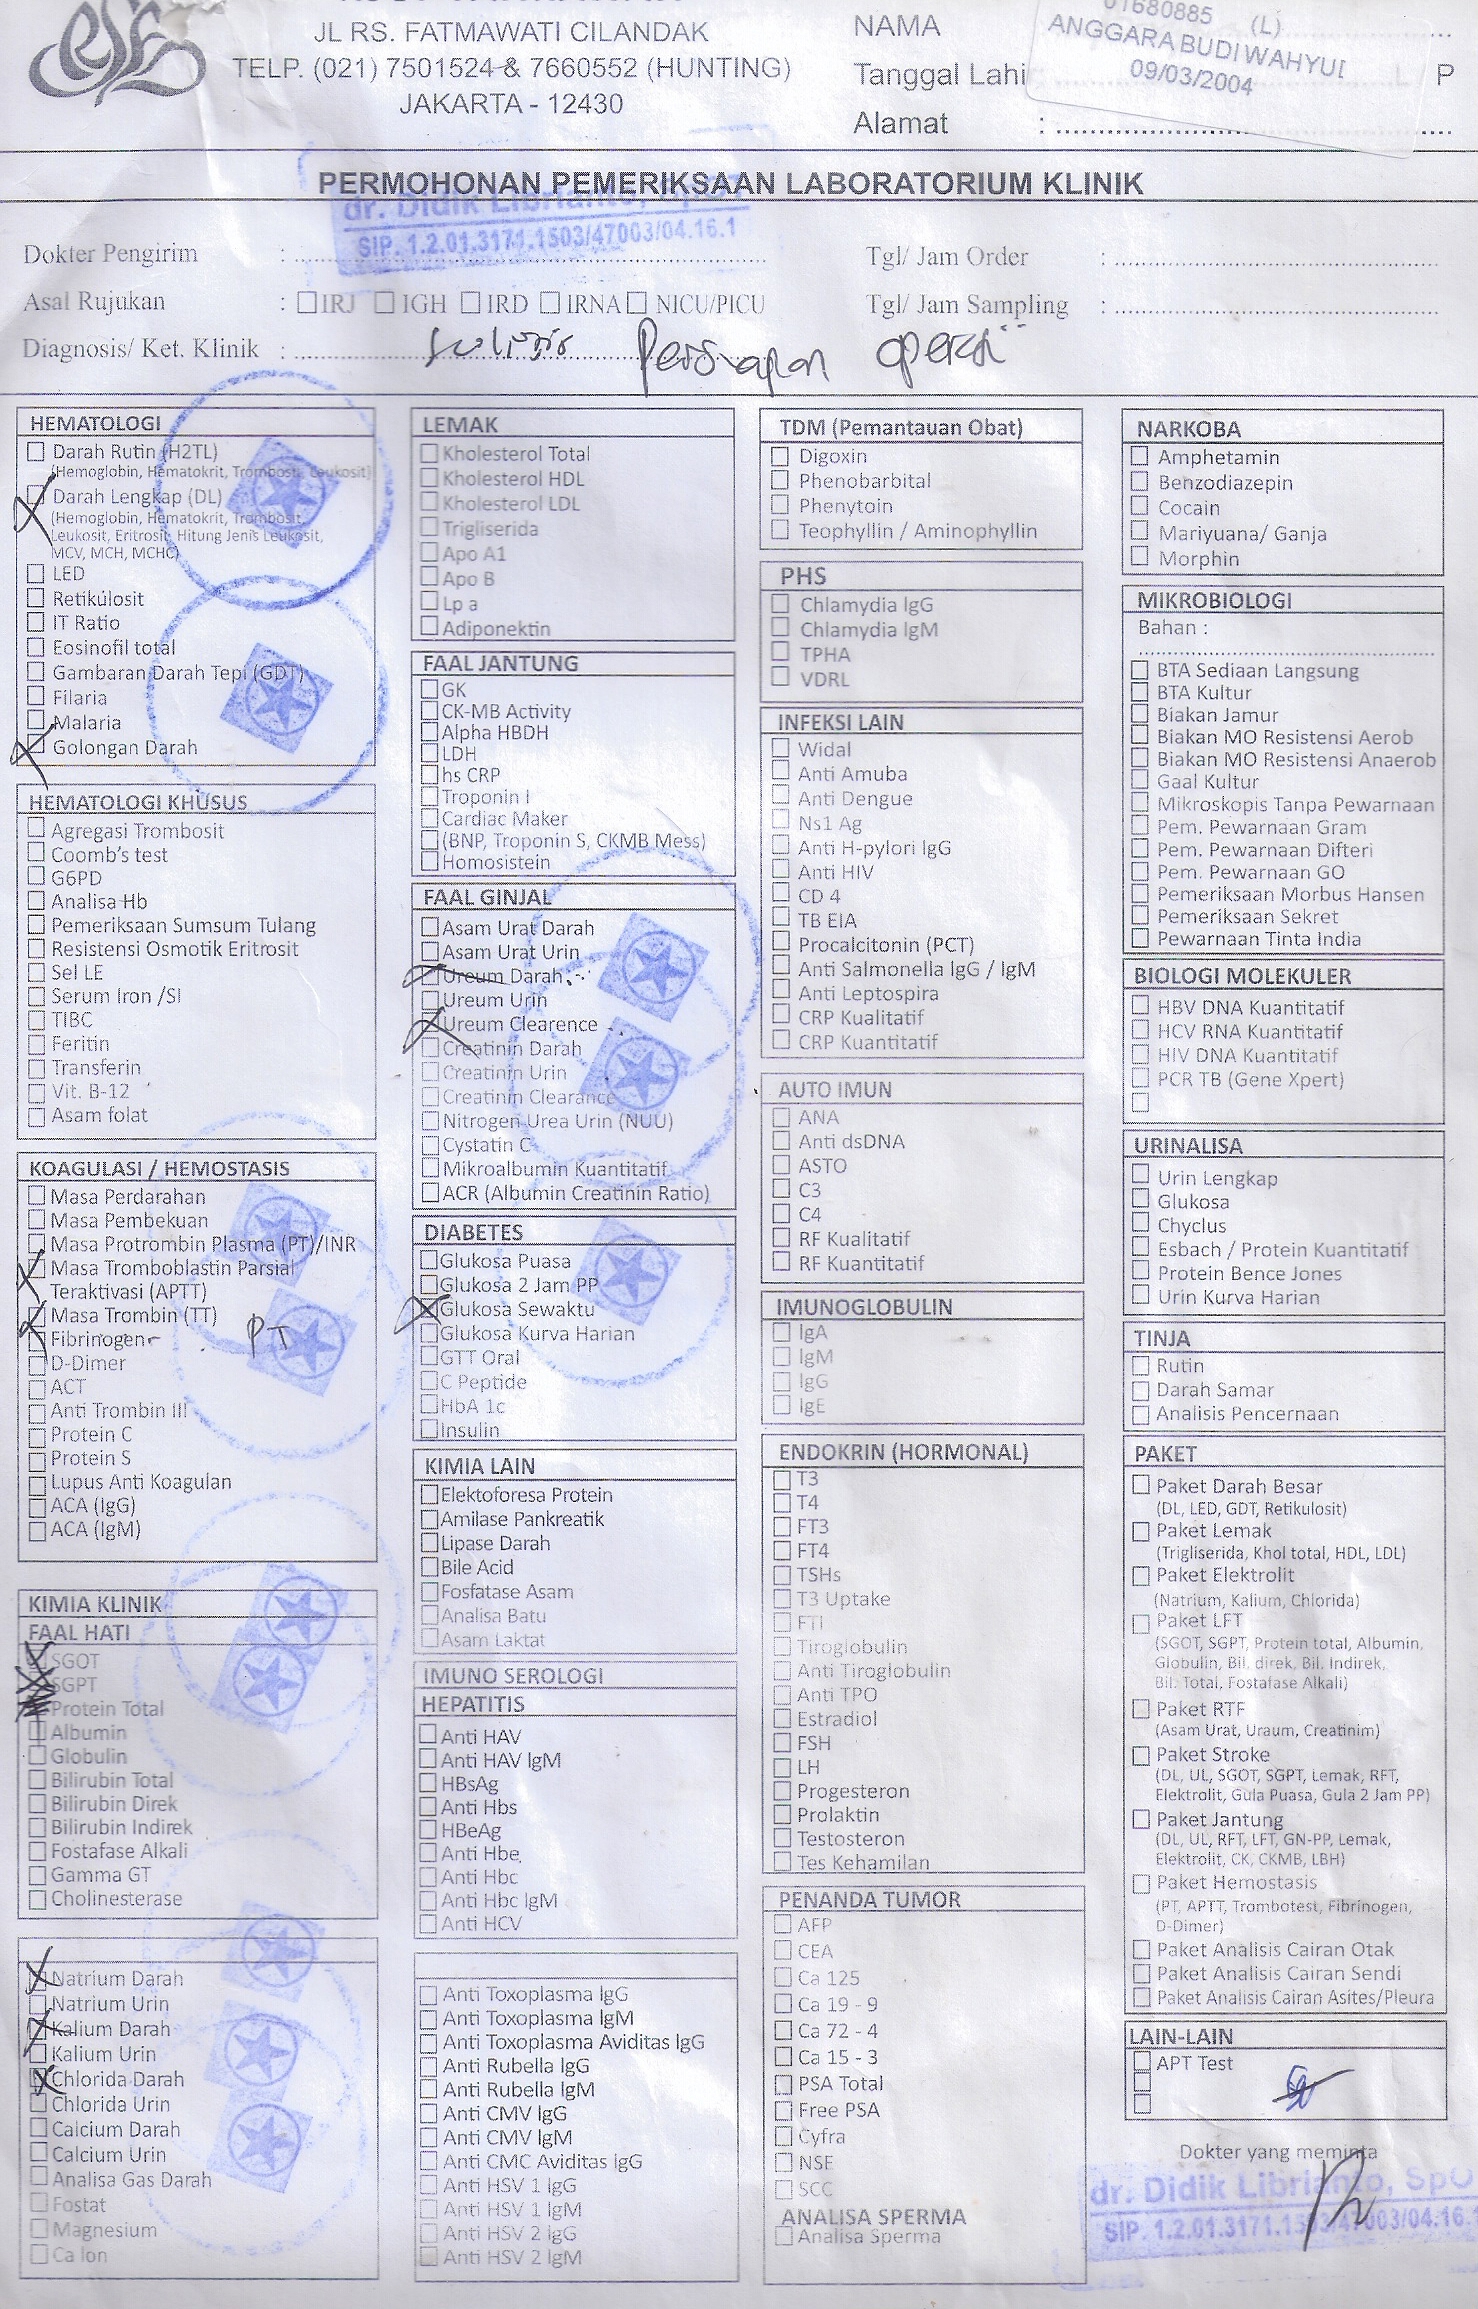 JL RS. FATMAWATI CILANDAK
TELP. (021) 7501524 & 7660552 (HUNTING)
JAKARTA - 12430
NAMA
01680885 (L)
ANGGARA BUDI WAHYUI
09/03/2004
Tanggal Lahi L P
Alamat :
PERMOHONAN PEMERIKSAAN LABORATORIUM KLINIK
dr. Didik Librianto, SpOT
SIP. 1.2.01.3171.1503/47003/04.16.1
Dokter Pengirim :
Asal Rujukan : IRJ IGH IRD IRNA NICU/PICU
Diagnosis/ Ket. Klinik : Persiapan operasi
Tgl/ Jam Order :
Tgl/ Jam Sampling :
HEMATOLOGI
Darah Rutin (H2TL)
(Hemoglobin, Hematokrit, Trombosit, Leukosit)
Darah Lengkap (DL)
(Hemoglobin, Hematokrit, Trombosit,
Leukosit, Eritrosit, Hitung Jenis Leukosit,
MCV, MCH, MCHC)
LED
Retikulosit
IT Ratio
Eosinofil total
Gambaran Darah Tepi (GDT)
Filaria
Malaria
Golongan Darah
HEMATOLOGI KHUSUS
Agregasi Trombosit
Coomb's test
G6PD
Analisa Hb
Pemeriksaan Sumsum Tulang
Resistensi Osmotik Eritrosit
Sel LE
Serum Iron /SI
TIBC
Feritin
Transferin
Vit. B-12
Asam folat
KOAGULASI / HEMOSTASIS
Masa Perdarahan
Masa Pembekuan
Masa Protrombin Plasma (PT)/INR
Masa Tromboblastin Parsial
Teraktivasi (APTT)
Masa Trombin (TT)
Fibrinogen PT
D-Dimer
ACT
Anti Trombin III
Protein C
Protein S
Lupus Anti Koagulan
ACA (IgG)
ACA (IgM)
KIMIA KLINIK
FAAL HATI
SGOT
SGPT
Protein Total
Albumin
Globulin
Bilirubin Total
Bilirubin Direk
Bilirubin Indirek
Fostafase Alkali
Gamma GT
Cholinesterase
Natrium Darah
Natrium Urin
Kalium Darah
Kalium Urin
Chlorida Darah
Chlorida Urin
Calcium Darah
Calcium Urin
Analisa Gas Darah
Fostat
Magnesium
Ca Ion
LEMAK
Kholesterol Total
Kholesterol HDL
Kholesterol LDL
Trigliserida
Apo A1
Apo B
Lp a
Adiponektin
FAAL JANTUNG
GK
CK-MB Activity
Alpha HBDH
LDH
hs CRP
Troponin I
Cardiac Maker
(BNP, Troponin S, CKMB Mess)
Homosistein
FAAL GINJAL
Asam Urat Darah
Asam Urat Urin
Ureum Darah
Ureum Urin
Ureum Clearence
Creatinin Darah
Creatinin Urin
Creatinin Clearance
Nitrogen Urea Urin (NUU)
Cystatin C
Mikroalbumin Kuantitatif
ACR (Albumin Creatinin Ratio)
DIABETES
Glukosa Puasa
Glukosa 2 Jam PP
Glukosa Sewaktu
Glukosa Kurva Harian
GTT Oral
C Peptide
HbA 1c
Insulin
KIMIA LAIN
Elektoforesa Protein
Amilase Pankreatik
Lipase Darah
Bile Acid
Fosfatase Asam
Analisa Batu
Asam Laktat
IMUNO SEROLOGI
HEPATITIS
Anti HAV
Anti HAV IgM
HBsAg
Anti Hbs
HBeAg
Anti Hbe
Anti Hbc
Anti Hbc IgM
Anti HCV
Anti Toxoplasma IgG
Anti Toxoplasma IgM
Anti Toxoplasma Aviditas IgG
Anti Rubella IgG
Anti Rubella IgM
Anti CMV IgG
Anti CMV IgM
Anti CMC Aviditas IgG
Anti HSV 1 IgG
Anti HSV 1 IgM
Anti HSV 2 IgG
Anti HSV 2 IgM
TDM (Pemantauan Obat)
Digoxin
Phenobarbital
Phenytoin
Teophyllin / Aminophyllin
PHS
Chlamydia IgG
Chlamydia IgM
TPHA
VDRL
INFEKSI LAIN
Widal
Anti Amuba
Anti Dengue
Ns1 Ag
Anti H-pylori IgG
Anti HIV
CD 4
TB EIA
Procalcitonin (PCT)
Anti Salmonella IgG / IgM
Anti Leptospira
CRP Kualitatif
CRP Kuantitatif
AUTO IMUN
ANA
Anti dsDNA
ASTO
C3
C4
RF Kualitatif
RF Kuantitatif
IMUNOGLOBULIN
IgA
IgM
IgG
IgE
ENDOKRIN (HORMONAL)
T3
T4
FT3
FT4
TSHs
T3 Uptake
FTI
Tiroglobulin
Anti Tiroglobulin
Anti TPO
Estradiol
FSH
LH
Progesteron
Prolaktin
Testosteron
Tes Kehamilan
PENANDA TUMOR
AFP
CEA
Ca 125
Ca 19 - 9
Ca 72 - 4
Ca 15 - 3
PSA Total
Free PSA
Cyfra
NSE
SCC
ANALISA SPERMA
Analisa Sperma
NARKOBA
Amphetamin
Benzodiazepin
Cocain
Mariyuana/ Ganja
Morphin
MIKROBIOLOGI
Bahan :
BTA Sediaan Langsung
BTA Kultur
Biakan Jamur
Biakan MO Resistensi Aerob
Biakan MO Resistensi Anaerob
Gaal Kultur
Mikroskopis Tanpa Pewarnaan
Pem. Pewarnaan Gram
Pem. Pewarnaan Difteri
Pem. Pewarnaan GO
Pemeriksaan Morbus Hansen
Pemeriksaan Sekret
Pewarnaan Tinta India
BIOLOGI MOLEKULER
HBV DNA Kuantitatif
HCV RNA Kuantitatif
HIV DNA Kuantitatif
PCR TB (Gene Xpert)
URINALISA
Urin Lengkap
Glukosa
Chyclus
Esbach / Protein Kuantitatif
Protein Bence Jones
Urin Kurva Harian
TINJA
Rutin
Darah Samar
Analisis Pencernaan
PAKET
Paket Darah Besar
(DL, LED, GDT, Retikulosit)
Paket Lemak
(Trigliserida, Khol total, HDL, LDL)
Paket Elektrolit
(Natrium, Kalium, Chlorida)
Paket LFT
(SGOT, SGPT, Protein total, Albumin,
Globulin, Bil. direk, Bil. Indirek,
Bil. Total, Fostafase Alkali)
Paket RTF
(Asam Urat, Uraum, Creatinim)
Paket Stroke
(DL, UL, SGOT, SGPT, Lemak, RFT,
Elektrolit, Gula Puasa, Gula 2 Jam PP)
Paket Jantung
(DL, UL, RFT, LFT, GN-PP, Lemak,
Elektrolit, CK, CKMB, LBH)
Paket Hemostasis
(PT, APTT, Trombotest, Fibrinogen,
D-Dimer)
Paket Analisis Cairan Otak
Paket Analisis Cairan Sendi
Paket Analisis Cairan Asites/Pleura
LAIN-LAIN
APT Test
Dokter yang meminta
dr. Didik Librianto, SpO
SIP. 1.2.01.3171.1503/47003/04.16.1